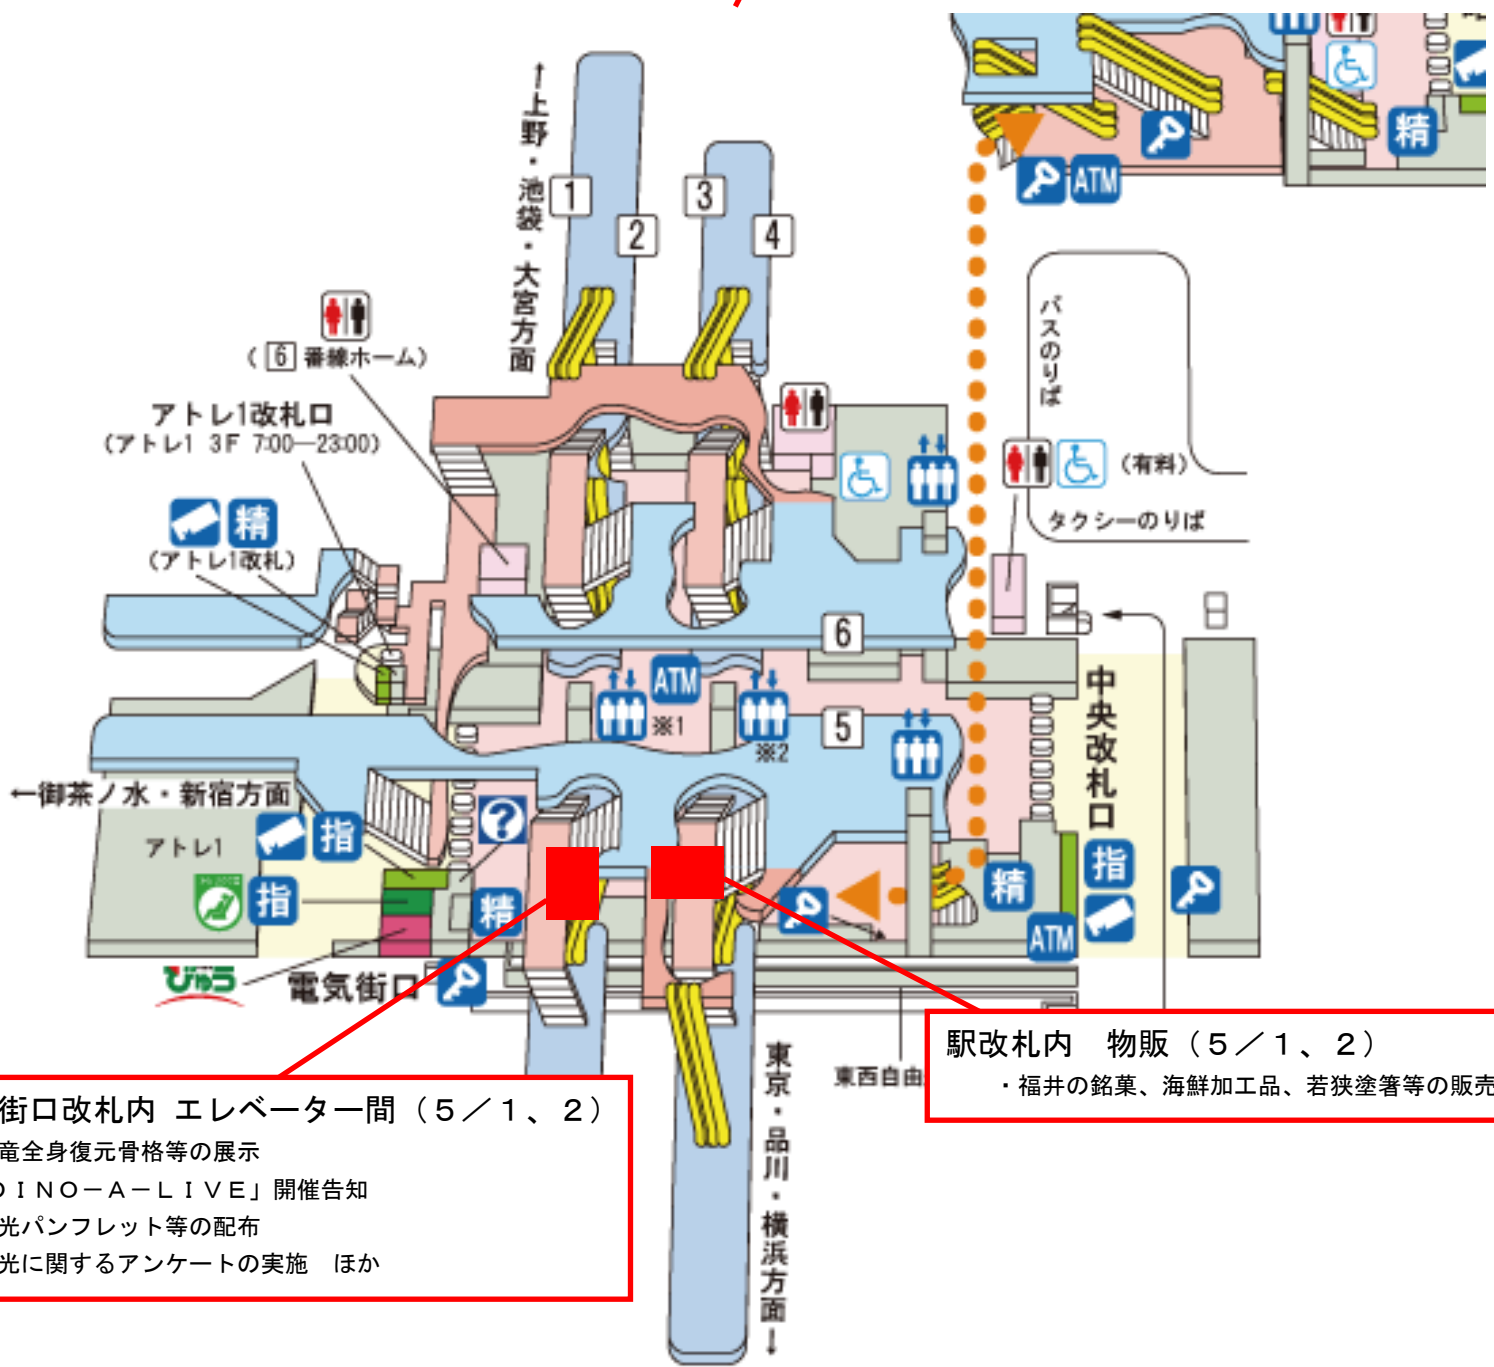 精
ATM
↑上野・池袋・大宮方面
1
2
3
4
バスのりば
(6番線ホーム)
アトレ1改札口
(アトレ1 3F 7:00―23:00)
(有料)
タクシーのりば
精
(アトレ1改札)
6
ATM
※1
※2
5
中央改札口
←御茶ノ水・新宿方面
アトレ1
指
?
指
精
精
指
ATM
びゅう
電気街口
東西自由
東京・品川・横浜方面→
駅改札内 物販(5/1、2)
・福井の銘菓、海鮮加工品、若狭塗箸等の販売
街口改札内 エレベーター間(5/1、2)
竜全身復元骨格等の展示
DINO-A-LIVE」開催告知
光パンフレット等の配布
光に関するアンケートの実施 ほか